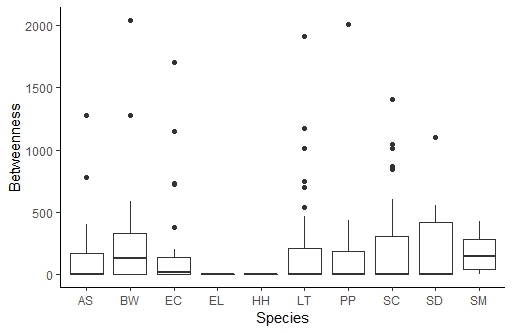 Betweenness
2000
1500
1000
500
0
AS BW EC EL HH LT PP SC SD SM
Species